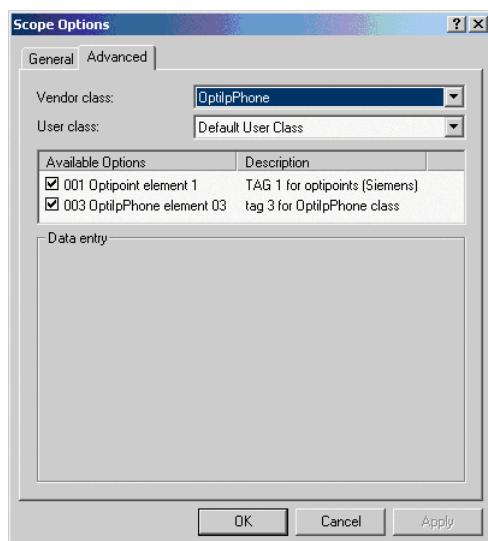 Scope Options
General Advanced
Vendor class: OptiIpPhone
User class: Default User Class
Available Options Description
001 Optipoint element 1 TAG 1 for optipoints (Siemens)
003 OptiIpPhone element 03 tag 3 for OptiIpPhone class
Data entry
OK Cancel Apply